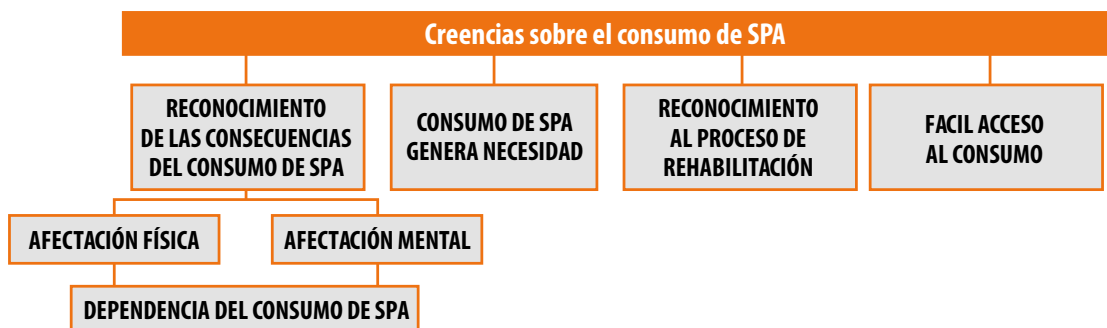 Creencias sobre el consumo de SPA
RECONOCIMIENTO
DE LAS CONSECUENCIAS
DEL CONSUMO DE SPA
CONSUMO DE SPA
GENERA NECESIDAD
RECONOCIMIENTO
AL PROCESO DE
REHABILITACIÓN
FACIL ACCESO
AL CONSUMO
AFECTACIÓN FÍSICA
AFECTACIÓN MENTAL
DEPENDENCIA DEL CONSUMO DE SPA